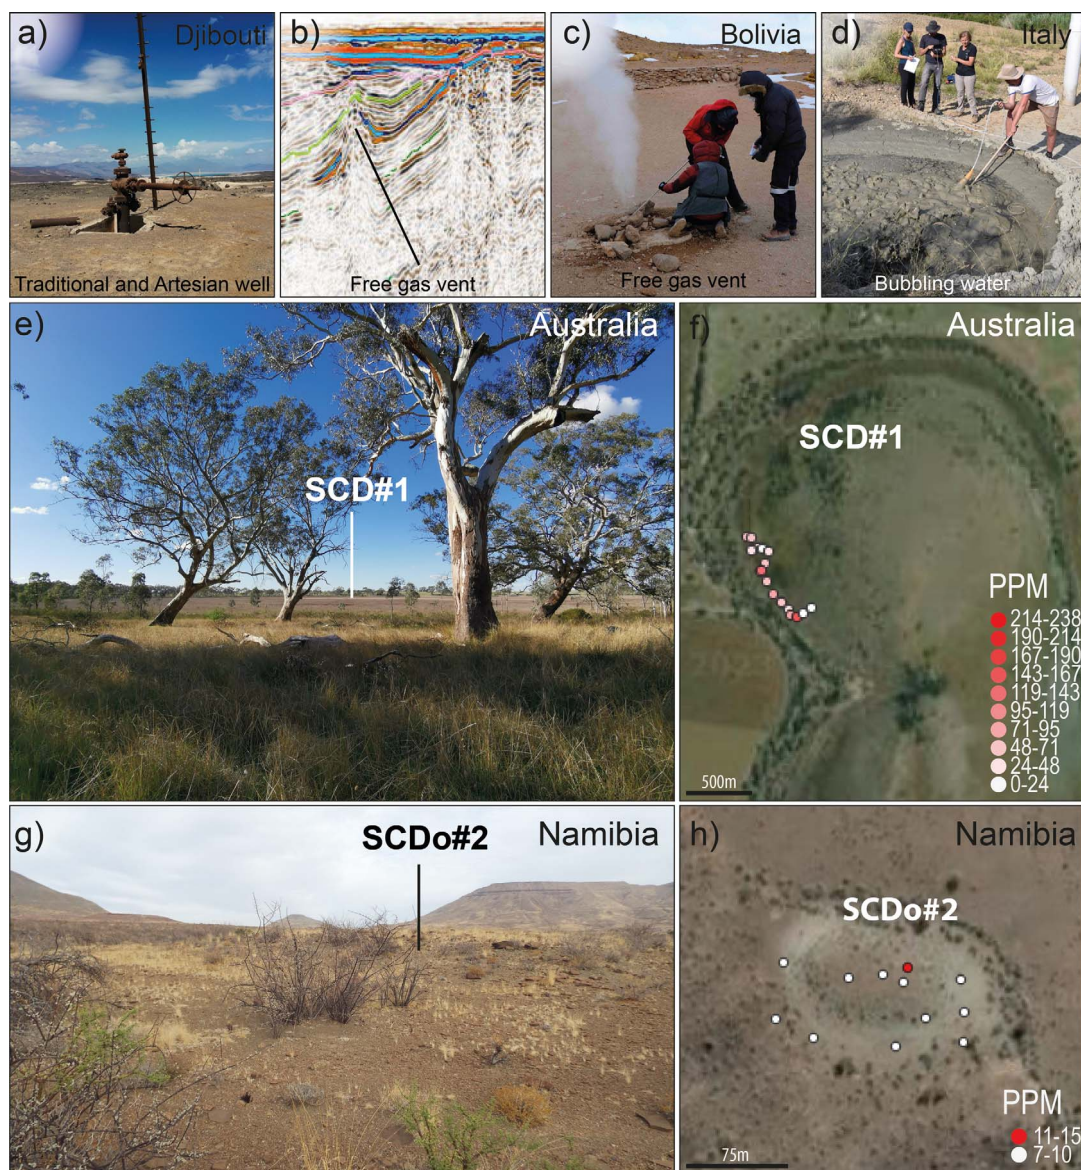 a)
Djibouti
Traditional and Artesian well
b)
Free gas vent
c)
Bolivia
Free gas vent
d)
Italy
Bubbling water
e)
Australia
SCD#1
f)
Australia
SCD#1
PPM
214-238
190-214
167-190
143-167
119-143
95-119
71-95
48-71
24-48
0-24
500m
g)
Namibia
SCDo#2
h)
Namibia
SCDo#2
PPM
11-15
7-10
75m